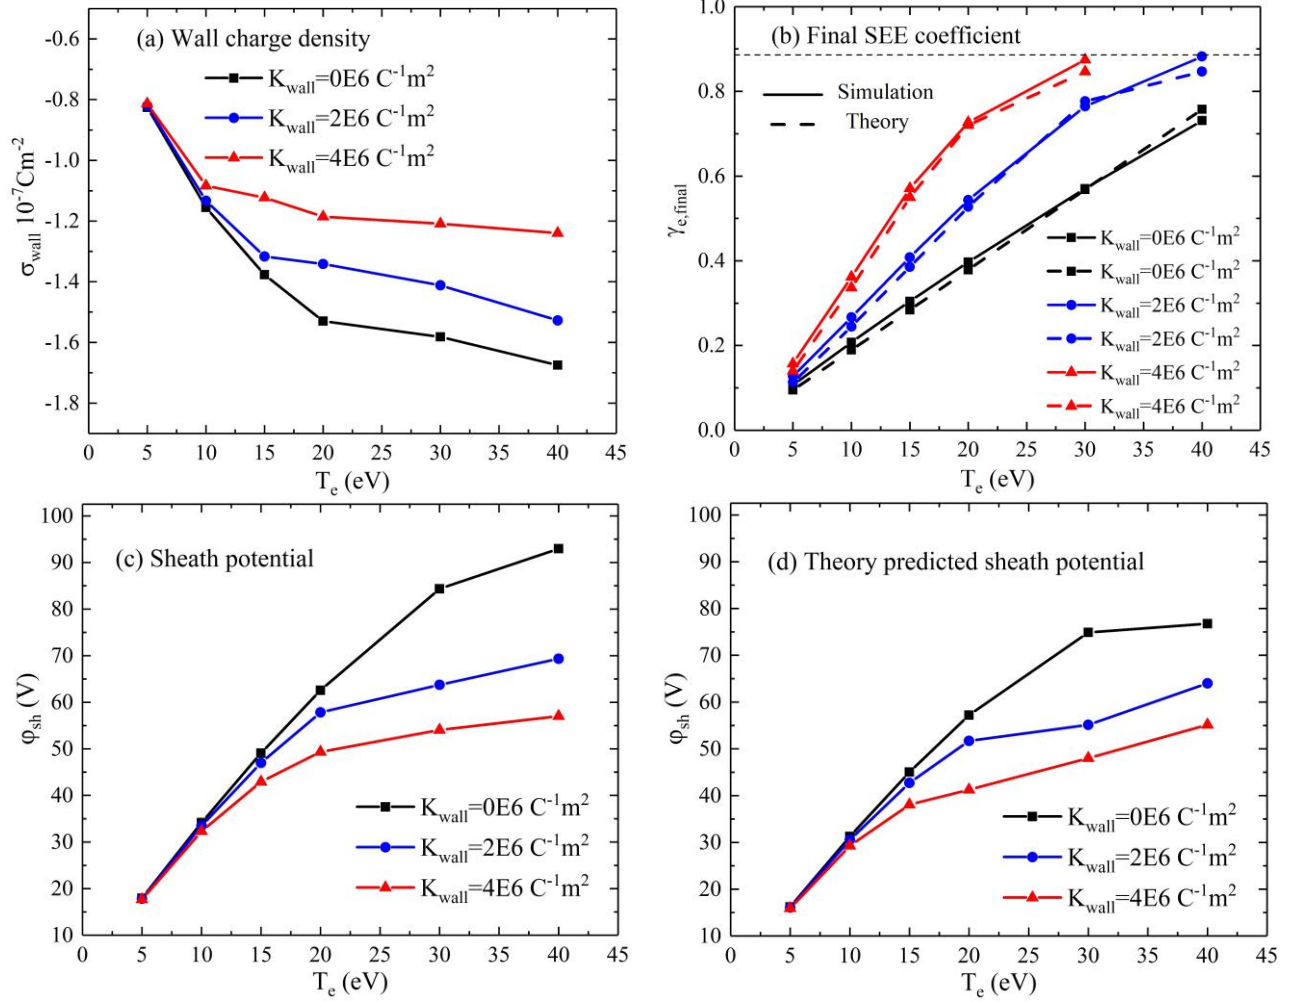 (a) Wall charge density
K_wall=0E6 C^-1m^2
K_wall=2E6 C^-1m^2
K_wall=4E6 C^-1m^2
σ_wall 10^-7Cm^-2
-0.6
-0.8
-1.0
-1.2
-1.4
-1.6
-1.8
0 5 10 15 20 25 30 35 40 45
T_e (eV)
(b) Final SEE coefficient
Simulation
Theory
K_wall=0E6 C^-1m^2
K_wall=0E6 C^-1m^2
K_wall=2E6 C^-1m^2
K_wall=2E6 C^-1m^2
K_wall=4E6 C^-1m^2
K_wall=4E6 C^-1m^2
γ_e,final
1.0
0.8
0.6
0.4
0.2
0.0
0 5 10 15 20 25 30 35 40 45
T_e (eV)
(c) Sheath potential
K_wall=0E6 C^-1m^2
K_wall=2E6 C^-1m^2
K_wall=4E6 C^-1m^2
φ_sh (V)
100
90
80
70
60
50
40
30
20
10
0 5 10 15 20 25 30 35 40 45
T_e (eV)
(d) Theory predicted sheath potential
K_wall=0E6 C^-1m^2
K_wall=2E6 C^-1m^2
K_wall=4E6 C^-1m^2
φ_sh (V)
100
90
80
70
60
50
40
30
20
10
0 5 10 15 20 25 30 35 40 45
T_e (eV)